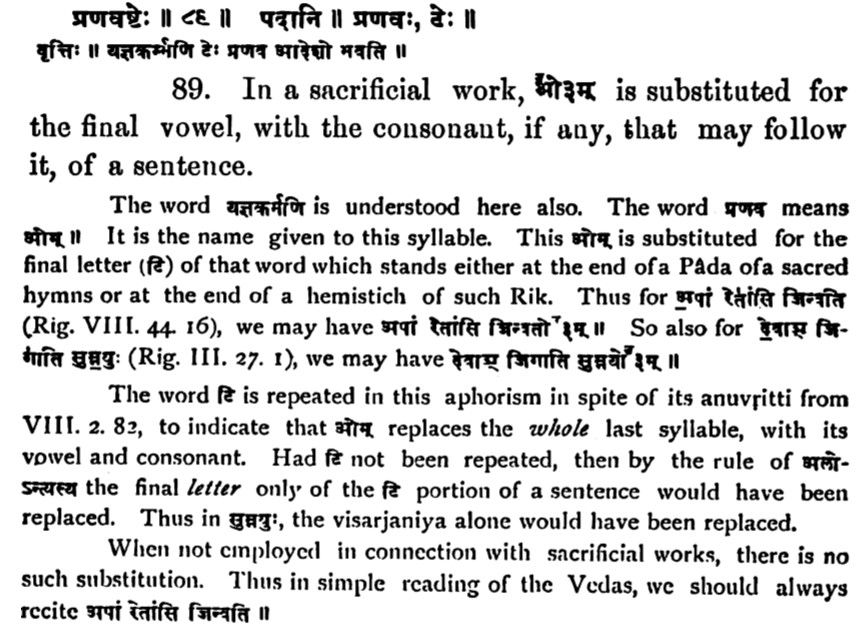 प्रणवष्टेः ॥ ८९ ॥ पदानि ॥ प्रणवः, टेः ॥
वृत्तिः ॥ यज्ञकर्म्मणि टेः प्रणव आदेशो भवति ॥
89. In a sacrificial work, ओ३म् is substituted for
the final vowel, with the consonant, if any, that may follow
it, of a sentence.
The word यज्ञकर्मणि is understood here also. The word प्रणव means
ओम् ॥ It is the name given to this syllable. This ओम् is substituted for the
final letter (टि) of that word which stands either at the end of a Pâda of a sacred
hymns or at the end of a hemistich of such Rik. Thus for अपां रेतांसि जिन्वति
(Rig. VIII. 44. 16), we may have अपां रेतांसि जिन्वतो३म् ॥ So also for देवाञ् जि-
गाति सुम्नयुः (Rig. III. 27. 1), we may have देवाञ् जिगाति सुम्नयो३म् ॥
The word टि is repeated in this aphorism in spite of its anuvṛitti from
VIII. 2. 82, to indicate that ओम् replaces the whole last syllable, with its
vowel and consonant. Had टि not been repeated, then by the rule of अलो-
ऽन्त्यस्य the final letter only of the टि portion of a sentence would have been
replaced. Thus in सुम्नयुः, the visarjaniya alone would have been replaced.
When not employed in connection with sacrificial works, there is no
such substitution. Thus in simple reading of the Vedas, we should always
recite अपां रेतांसि जिन्वति ॥